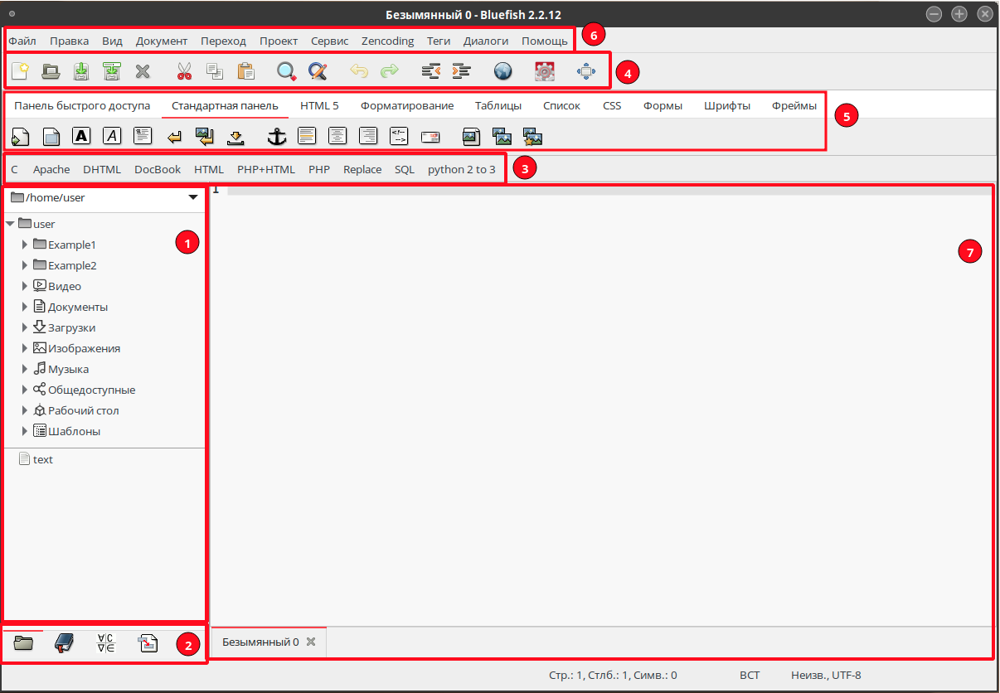 Безымянный 0 - Bluefish 2.2.12
Файл Правка Вид Документ Переход Проект Сервис Zencoding Теги Диалоги Помощь 6
4
Панель быстрого доступа Стандартная панель HTML 5 Форматирование Таблицы Список CSS Формы Шрифты Фреймы
5
A A
C Apache DHTML DocBook HTML PHP+HTML PHP Replace SQL python 2 to 3 3
/home/user 1
user
Example1 1
Example2 7
Видео
Документы
Загрузки
Изображения
Музыка
Общедоступные
Рабочий стол
Шаблоны
text
2 Безымянный 0
Стр.: 1, Стлб.: 1, Симв.: 0 ВСТ Неизв., UTF-8